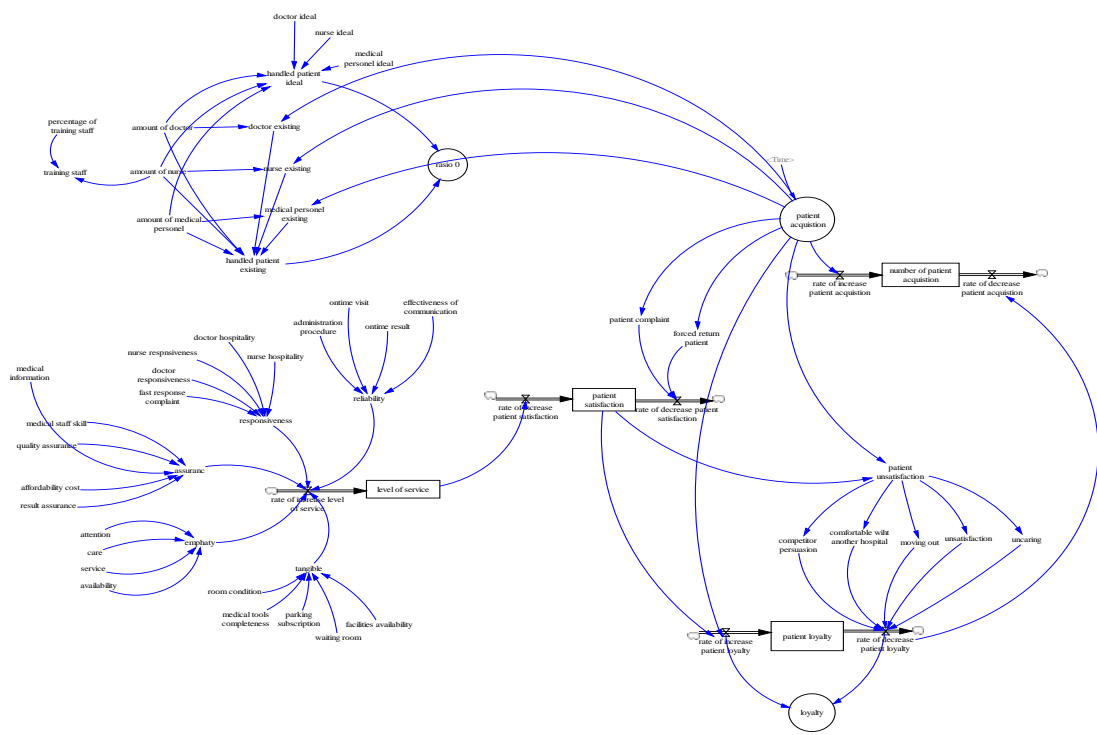 doctor ideal
nurse ideal
medical
personel ideal
handled patient
ideal
percentage of
training staff
amount of doctor
doctor existing
training staff
amount of nurse
nurse existing
rasio 0
<Time>
amount of medical
personel
medical personel
existing
handled patient
existing
patient
acquistion
number of patient
acquistion
rate of increase
patient acquistion
rate of decrease
patient acquistion
ontime visit
effectiveness of
communication
administration
procedure
ontime result
patient complaint
forced return
patient
doctor hospitality
nurse respnsiveness
nurse hospitality
medical
information
doctor
responsiveness
fast response
complaint
reliability
responsiveness
patient
satisfaction
rate of increase
patient satisfaction
rate of decrease patient
satisfaction
medical staff skill
quality assurance
assuranc
affordability cost
result assurance
level of service
rate of increase level
of service
patient
unsatisfaction
attention
care
emphaty
service
availability
competitor
persuasion
comfortable wiht
another hospital
moving out
unsatisfaction
uncaring
tangible
room condition
medical tools
completeness
parking
subscription
waiting room
facilities availability
rate of increase
patient loyalty
patient loyalty
rate of decrease
patient loyalty
loyalty